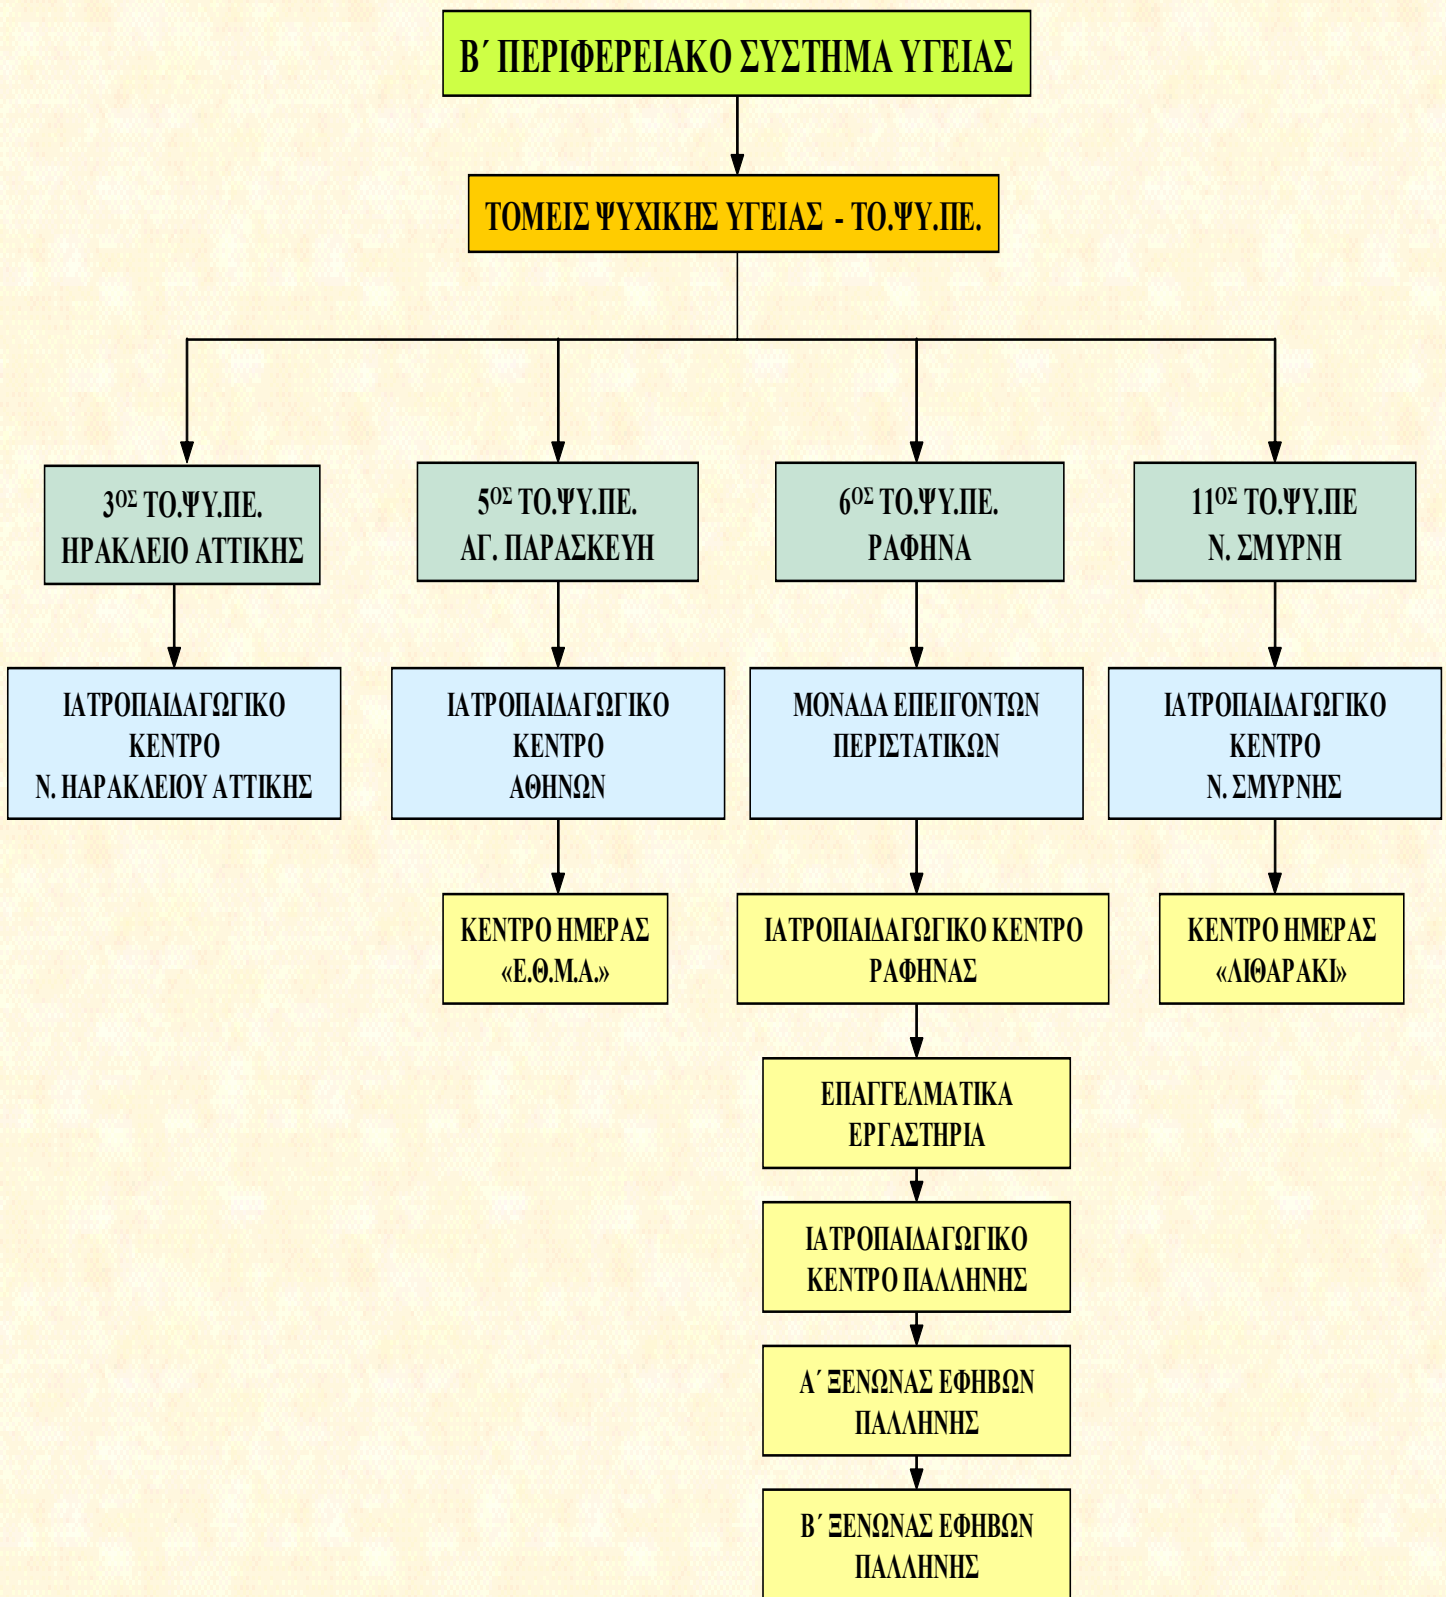 Β΄ ΠΕΡΙΦΕΡΕΙΑΚΟ ΣΥΣΤΗΜΑ ΥΓΕΙΑΣ
ΤΟΜΕΙΣ ΨΥΧΙΚΗΣ ΥΓΕΙΑΣ - ΤΟ.ΨΥ.ΠΕ.
3ΟΣ ΤΟ.ΨΥ.ΠΕ.
ΗΡΑΚΛΕΙΟ ΑΤΤΙΚΗΣ
5ΟΣ ΤΟ.ΨΥ.ΠΕ.
ΑΓ. ΠΑΡΑΣΚΕΥΗ
6ΟΣ ΤΟ.ΨΥ.ΠΕ.
ΡΑΦΗΝΑ
11ΟΣ ΤΟ.ΨΥ.ΠΕ
Ν. ΣΜΥΡΝΗ
ΙΑΤΡΟΠΑΙΔΑΓΩΓΙΚΟ
ΚΕΝΤΡΟ
Ν. ΗΑΡΑΚΛΕΙΟΥ ΑΤΤΙΚΗΣ
ΙΑΤΡΟΠΑΙΔΑΓΩΓΙΚΟ
ΚΕΝΤΡΟ
ΑΘΗΝΩΝ
ΜΟΝΑΔΑ ΕΠΕΙΓΟΝΤΩΝ
ΠΕΡΙΣΤΑΤΙΚΩΝ
ΙΑΤΡΟΠΑΙΔΑΓΩΓΙΚΟ
ΚΕΝΤΡΟ
Ν. ΣΜΥΡΝΗΣ
ΚΕΝΤΡΟ ΗΜΕΡΑΣ
«Ε.Θ.Μ.Α.»
ΙΑΤΡΟΠΑΙΔΑΓΩΓΙΚΟ ΚΕΝΤΡΟ
ΡΑΦΗΝΑΣ
ΚΕΝΤΡΟ ΗΜΕΡΑΣ
«ΛΙΘΑΡΑΚΙ»
ΕΠΑΓΓΕΛΜΑΤΙΚΑ
ΕΡΓΑΣΤΗΡΙΑ
ΙΑΤΡΟΠΑΙΔΑΓΩΓΙΚΟ
ΚΕΝΤΡΟ ΠΑΛΛΗΝΗΣ
Α΄ ΞΕΝΩΝΑΣ ΕΦΗΒΩΝ
ΠΑΛΛΗΝΗΣ
Β΄ ΞΕΝΩΝΑΣ ΕΦΗΒΩΝ
ΠΑΛΛΗΝΗΣ